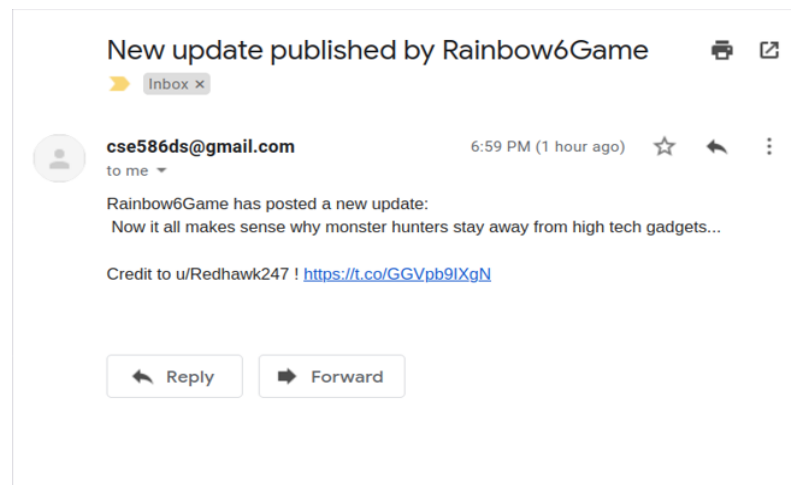 New update published by Rainbow6Game
Inbox ×
cse586ds@gmail.com 6:59 PM (1 hour ago)
to me
Rainbow6Game has posted a new update:
Now it all makes sense why monster hunters stay away from high tech gadgets...
Credit to u/Redhawk247 ! https://t.co/GGVpb9IXgN
Reply Forward